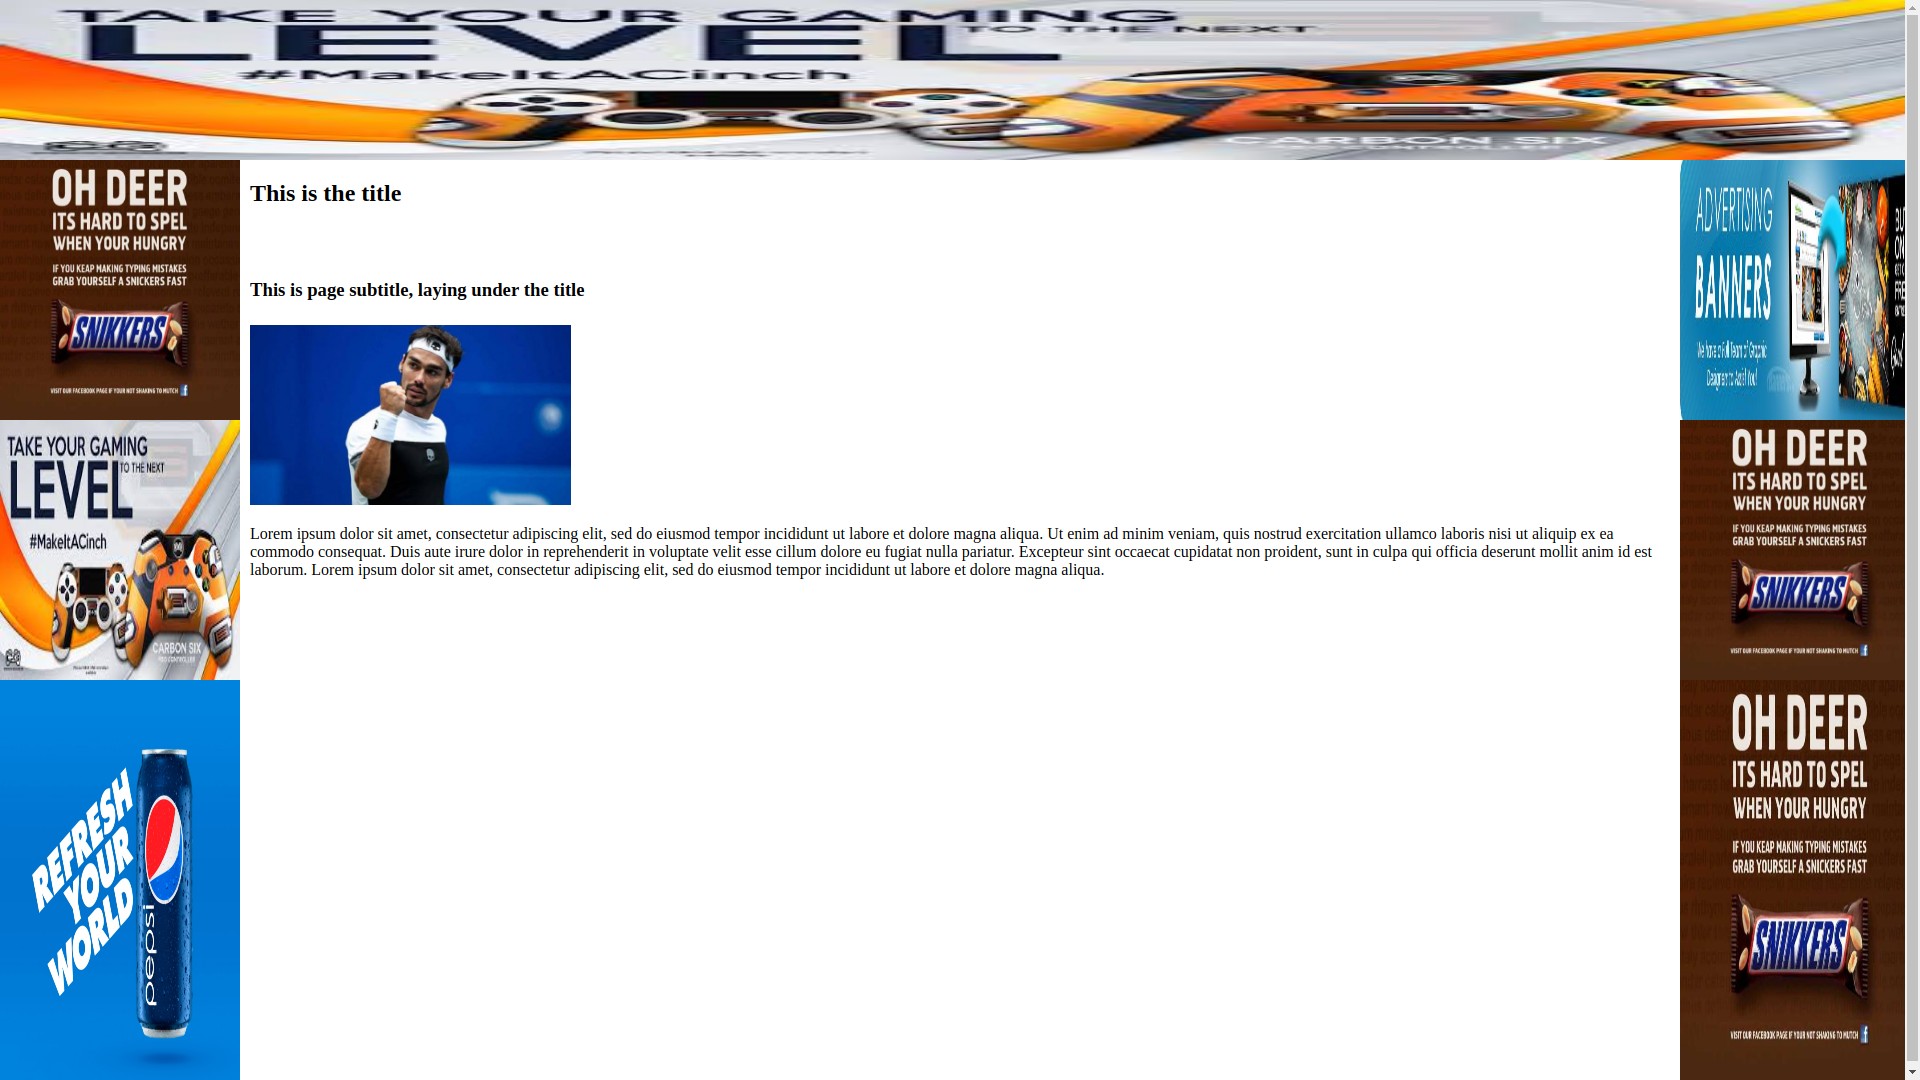 TAKE YOUR GAMING
LEVEL TO THE NEXT
#MakeItACinch
CARBON SIX
OH DEER
ITS HARD TO SPEL
WHEN YOUR HUNGRY
IF YOU KEAP MAKING TYPING MISTAKES
GRAB YOURSELF A SNICKERS FAST
SNIKKERS
VISIT OUR FACEBOOK PAGE IF YOUR NOT SHAKING TO MUTCH
TAKE YOUR GAMING
LEVEL TO THE NEXT
#MakeItACinch
CARBON SIX
REFRESH
YOUR
WORLD
pepsi
This is the title
This is page subtitle, laying under the title
Lorem ipsum dolor sit amet, consectetur adipiscing elit, sed do eiusmod tempor incididunt ut labore et dolore magna aliqua. Ut enim ad minim veniam, quis nostrud exercitation ullamco laboris nisi ut aliquip ex ea
commodo consequat. Duis aute irure dolor in reprehenderit in voluptate velit esse cillum dolore eu fugiat nulla pariatur. Excepteur sint occaecat cupidatat non proident, sunt in culpa qui officia deserunt mollit anim id est
laborum. Lorem ipsum dolor sit amet, consectetur adipiscing elit, sed do eiusmod tempor incididunt ut labore et dolore magna aliqua.
ADVERTISING
BANNERS
We have a Full Team of Graphic
Designers to Assist You!
OH DEER
ITS HARD TO SPEL
WHEN YOUR HUNGRY
IF YOU KEAP MAKING TYPING MISTAKES
GRAB YOURSELF A SNICKERS FAST
SNIKKERS
VISIT OUR FACEBOOK PAGE IF YOUR NOT SHAKING TO MUTCH
OH DEER
ITS HARD TO SPEL
WHEN YOUR HUNGRY
IF YOU KEAP MAKING TYPING MISTAKES
GRAB YOURSELF A SNICKERS FAST
SNIKKERS
VISIT OUR FACEBOOK PAGE IF YOUR NOT SHAKING TO MUTCH